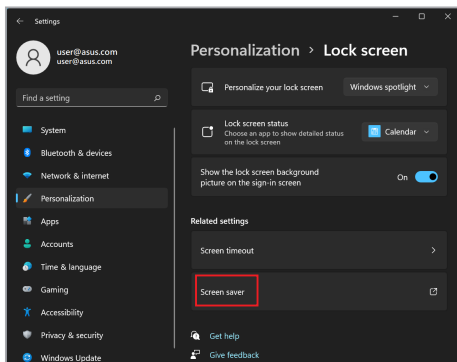 Settings
user@asus.com
user@asus.com
Find a setting
System
Bluetooth & devices
Network & internet
Personalization
Apps
Accounts
Time & language
Gaming
Accessibility
Privacy & security
Windows Update
Personalization > Lock screen
Personalize your lock screen
Windows spotlight
Lock screen status
Choose an app to show detailed status
on the lock screen
Calendar
Show the lock screen background
picture on the sign-in screen
On
Related settings
Screen timeout
Screen saver
Get help
Give feedback